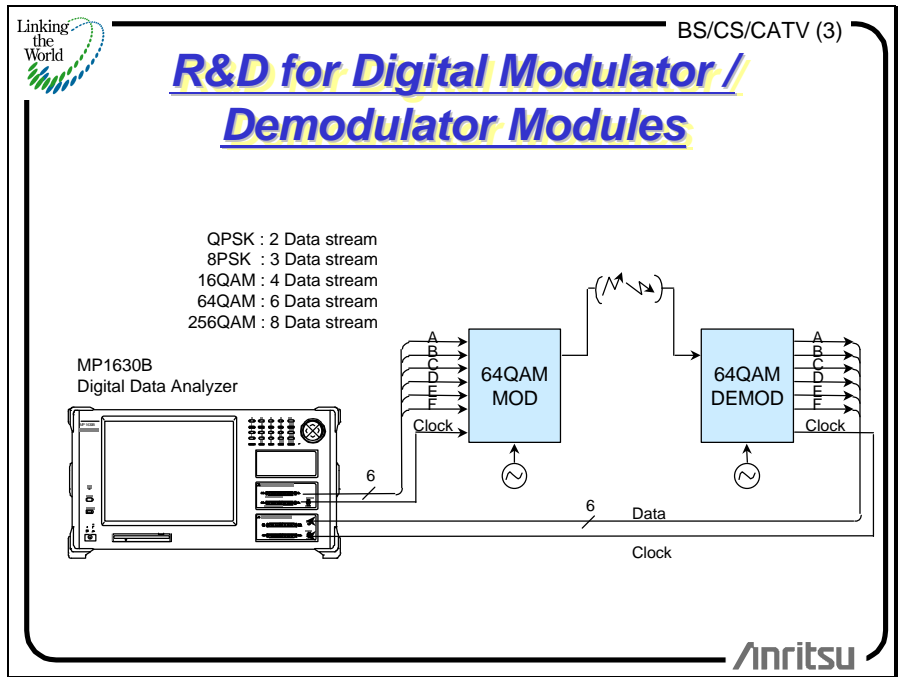 Linking
the
World
BS/CS/CATV (3)
R&D for Digital Modulator /
Demodulator Modules
QPSK : 2 Data stream
8PSK : 3 Data stream
16QAM : 4 Data stream
64QAM : 6 Data stream
256QAM : 8 Data stream
MP1630B
Digital Data Analyzer
A
B
C
D
E
F
Clock
64QAM
MOD
64QAM
DEMOD
A
B
C
D
E
F
Clock
6
6
Data
Clock
Anritsu